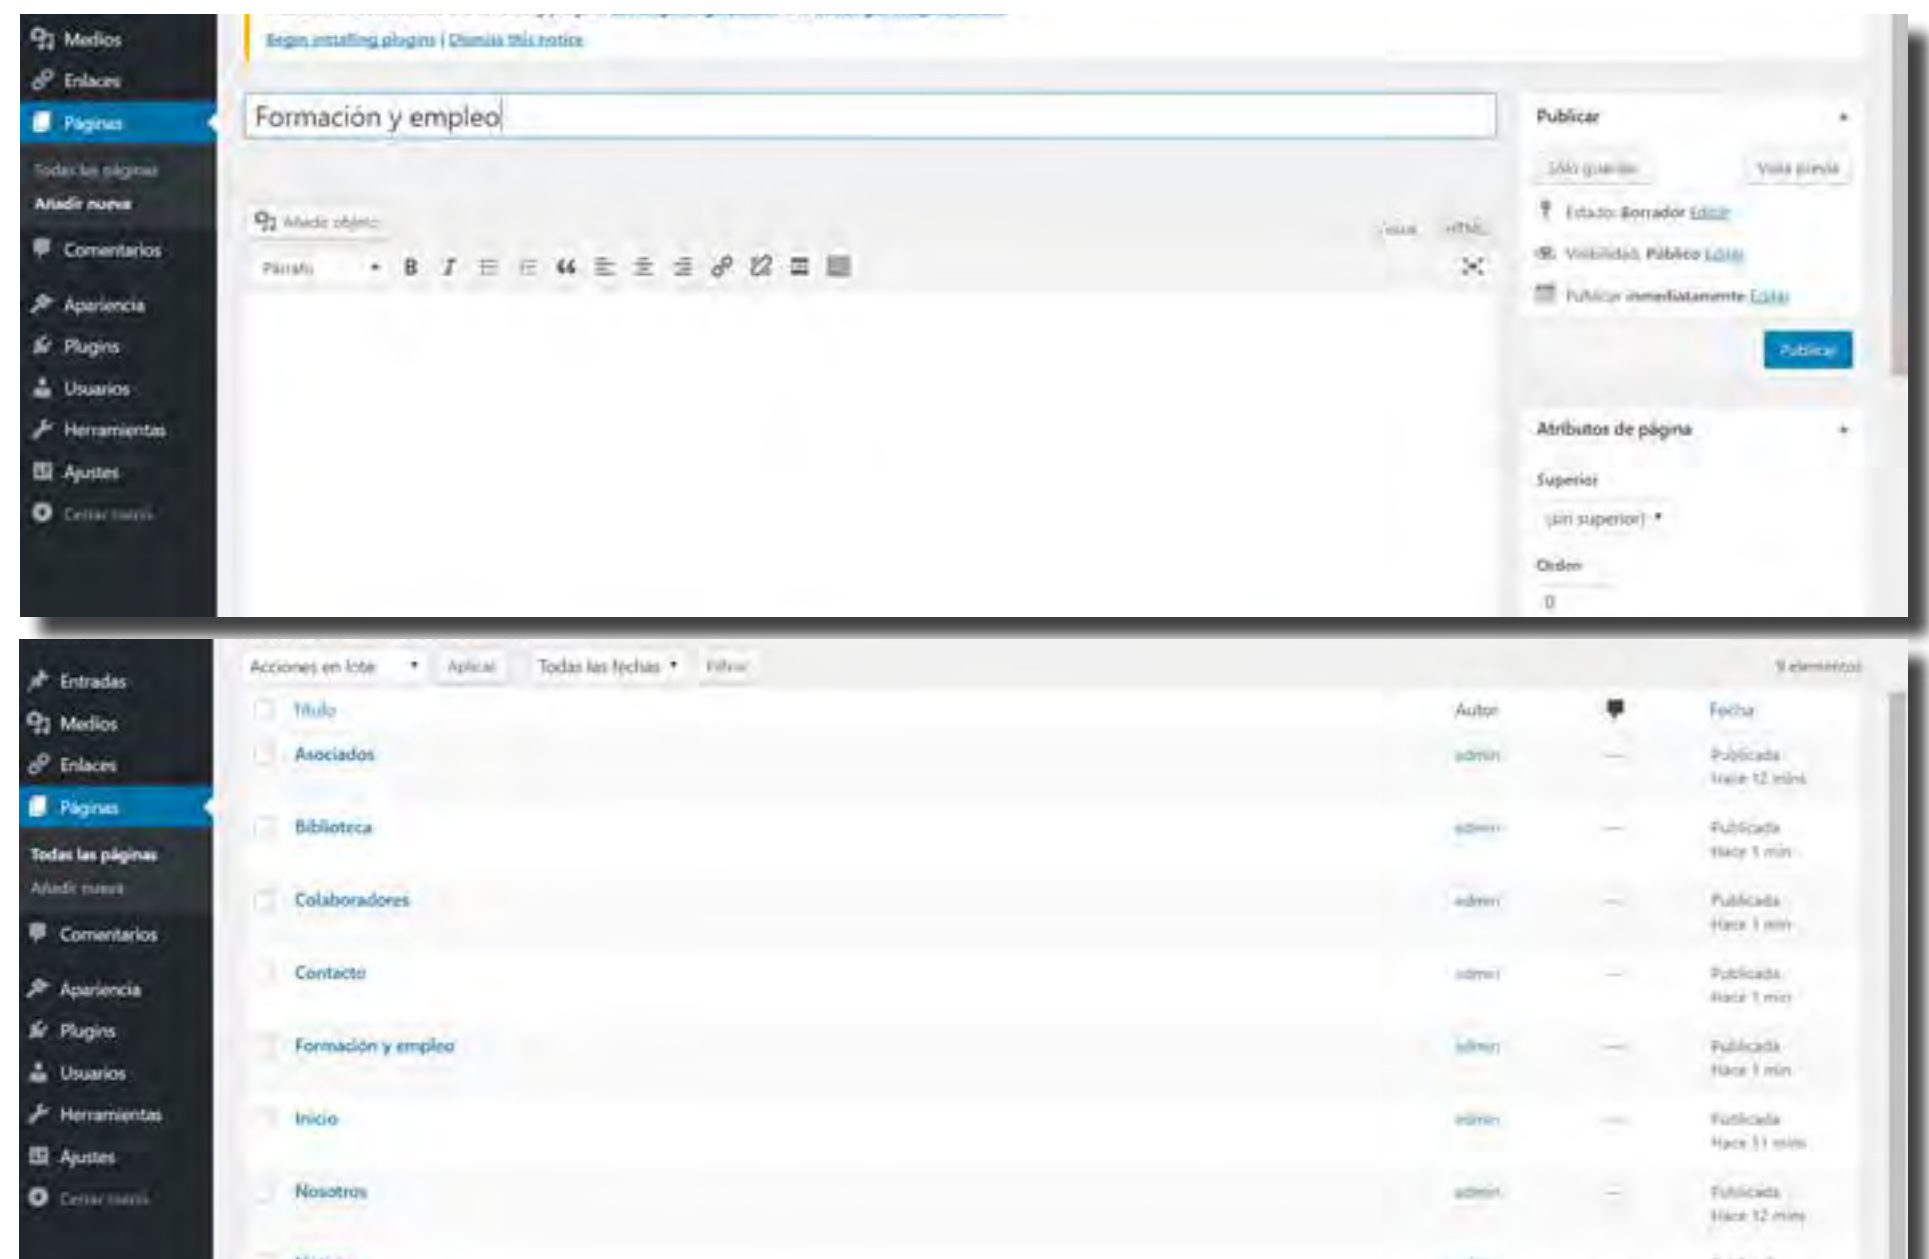 Begin installing plugins | Dismiss this notice
Medios
Enlaces
Páginas
Todas las páginas
Añadir nueva
Comentarios
Apariencia
Plugins
Usuarios
Herramientas
Ajustes
Cerrar menú
Formación y empleo
Añadir objeto
Visual HTML
Párrafo
Publicar
Sólo guardar Vista previa
Estado: Borrador Editar
Visibilidad: Público Editar
Publicar inmediatamente Editar
Publicar
Atributos de página
Superior
(sin superior)
Orden
0
Entradas
Medios
Enlaces
Páginas
Todas las páginas
Añadir nueva
Comentarios
Apariencia
Plugins
Usuarios
Herramientas
Ajustes
Cerrar menú
Acciones en lote Aplicar Todas las fechas Filtrar 9 elementos
Título Autor Fecha
Asociados admin — Publicada
Hace 12 mins
Biblioteca admin — Publicada
Hace 1 min
Colaboradores admin — Publicada
Hace 1 min
Contacto admin — Publicada
Hace 1 min
Formación y empleo admin — Publicada
Hace 1 min
Inicio admin — Publicada
Hace 11 mins
Nosotros admin — Publicada
Hace 12 mins